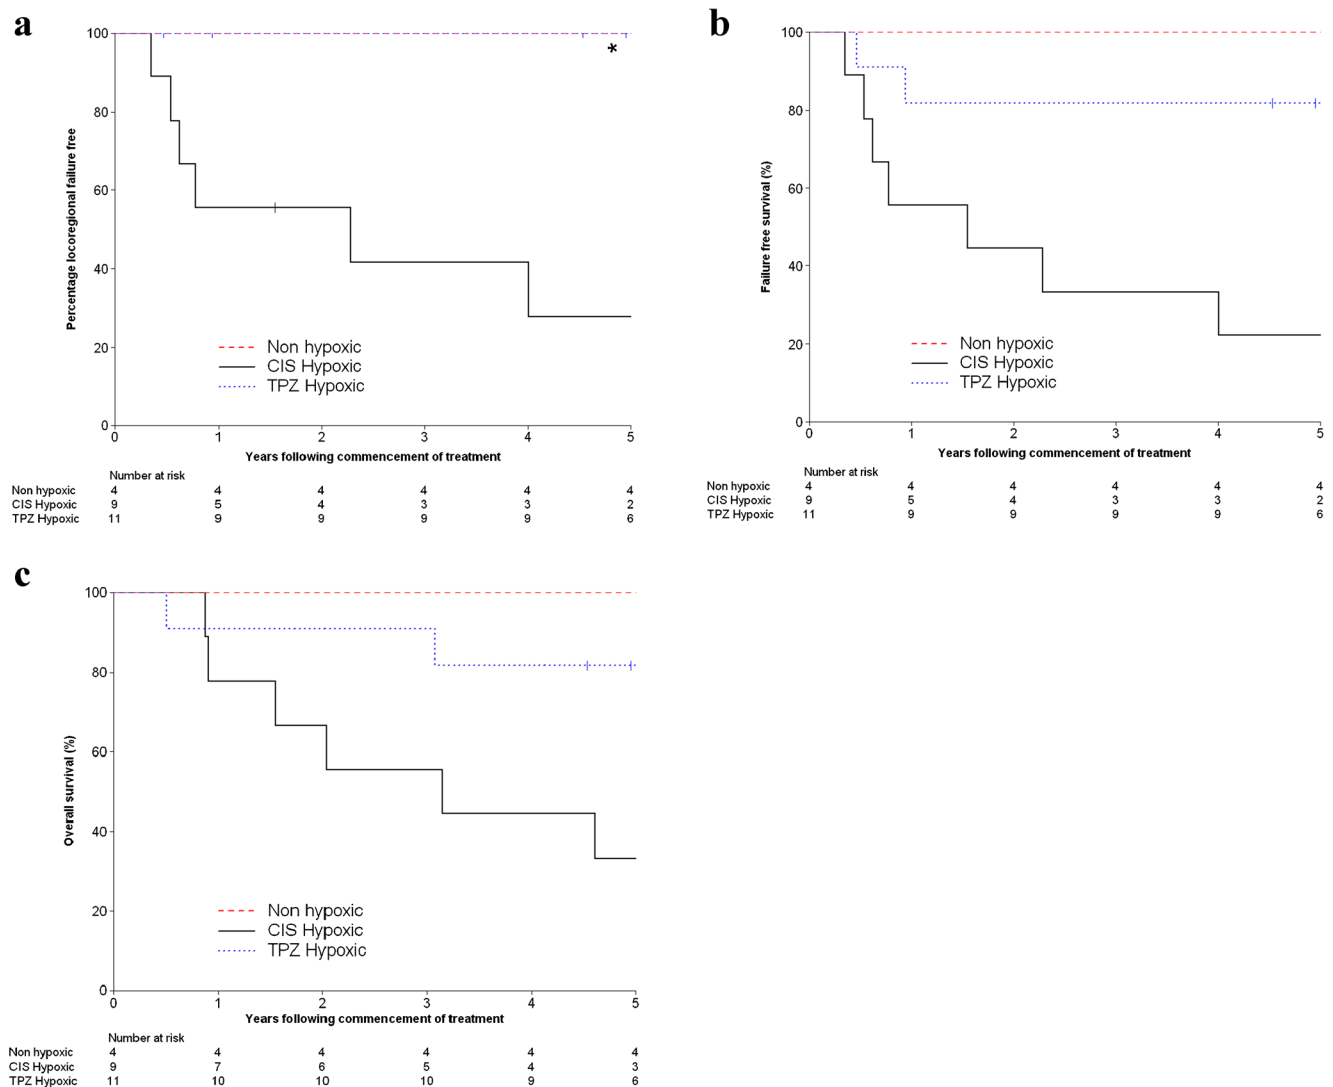 a
100
80
60
40
20
0
Percentage locoregional failure free
*
Non hypoxic
CIS Hypoxic
TPZ Hypoxic
0 1 2 3 4 5
Years following commencement of treatment
Number at risk
Non hypoxic 4 4 4 4 4 4
CIS Hypoxic 9 5 4 3 3 2
TPZ Hypoxic 11 9 9 9 9 6
b
100
80
60
40
20
0
Failure free survival (%)
Non hypoxic
CIS Hypoxic
TPZ Hypoxic
0 1 2 3 4 5
Years following commencement of treatment
Number at risk
Non hypoxic 4 4 4 4 4 4
CIS Hypoxic 9 5 4 3 3 2
TPZ Hypoxic 11 9 9 9 9 6
c
100
80
60
40
20
0
Overall survival (%)
Non hypoxic
CIS Hypoxic
TPZ Hypoxic
0 1 2 3 4 5
Years following commencement of treatment
Number at risk
Non hypoxic 4 4 4 4 4 4
CIS Hypoxic 9 7 6 5 4 3
TPZ Hypoxic 11 10 10 10 9 6